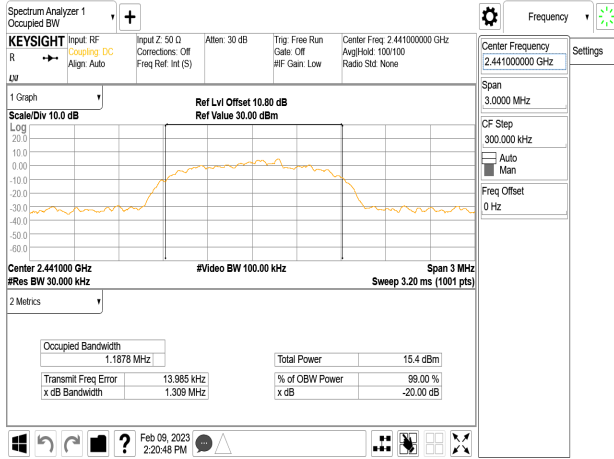 Spectrum Analyzer 1
Occupied BW
Frequency
KEYSIGHT
R
LXI
Input: RF
Coupling: DC
Align: Auto
Input Z: 50 Ω
Corrections: Off
Freq Ref: Int (S)
Atten: 30 dB
Trig: Free Run
Gate: Off
#IF Gain: Low
Center Freq: 2.441000000 GHz
Avg|Hold: 100/100
Radio Std: None
Center Frequency
2.441000000 GHz
Settings
Span
3.0000 MHz
CF Step
300.000 kHz
Auto
Man
Freq Offset
0 Hz
1 Graph
Scale/Div 10.0 dB
Ref Lvl Offset 10.80 dB
Ref Value 30.00 dBm
Log
20.0
10.0
0.00
-10.0
-20.0
-30.0
-40.0
-50.0
-60.0
Center 2.441000 GHz
#Res BW 30.000 kHz
#Video BW 100.00 kHz
Span 3 MHz
Sweep 3.20 ms (1001 pts)
2 Metrics
Occupied Bandwidth
1.1878 MHz
Total Power 15.4 dBm
Transmit Freq Error 13.985 kHz
% of OBW Power 99.00 %
x dB Bandwidth 1.309 MHz
x dB -20.00 dB
?
Feb 09, 2023
2:20:48 PM